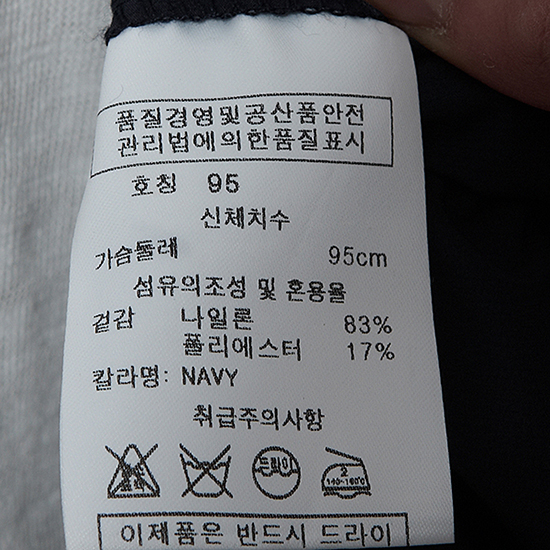 품질경영및공산품안전
관리법에의한품질표시
호칭 95
신체치수
가슴둘레 95cm
섬유의조성 및 혼용율
겉감 나일론 83%
폴리에스터 17%
칼라명: NAVY
취급주의사항
드라이
2
140-160℃
이제품은 반드시 드라이